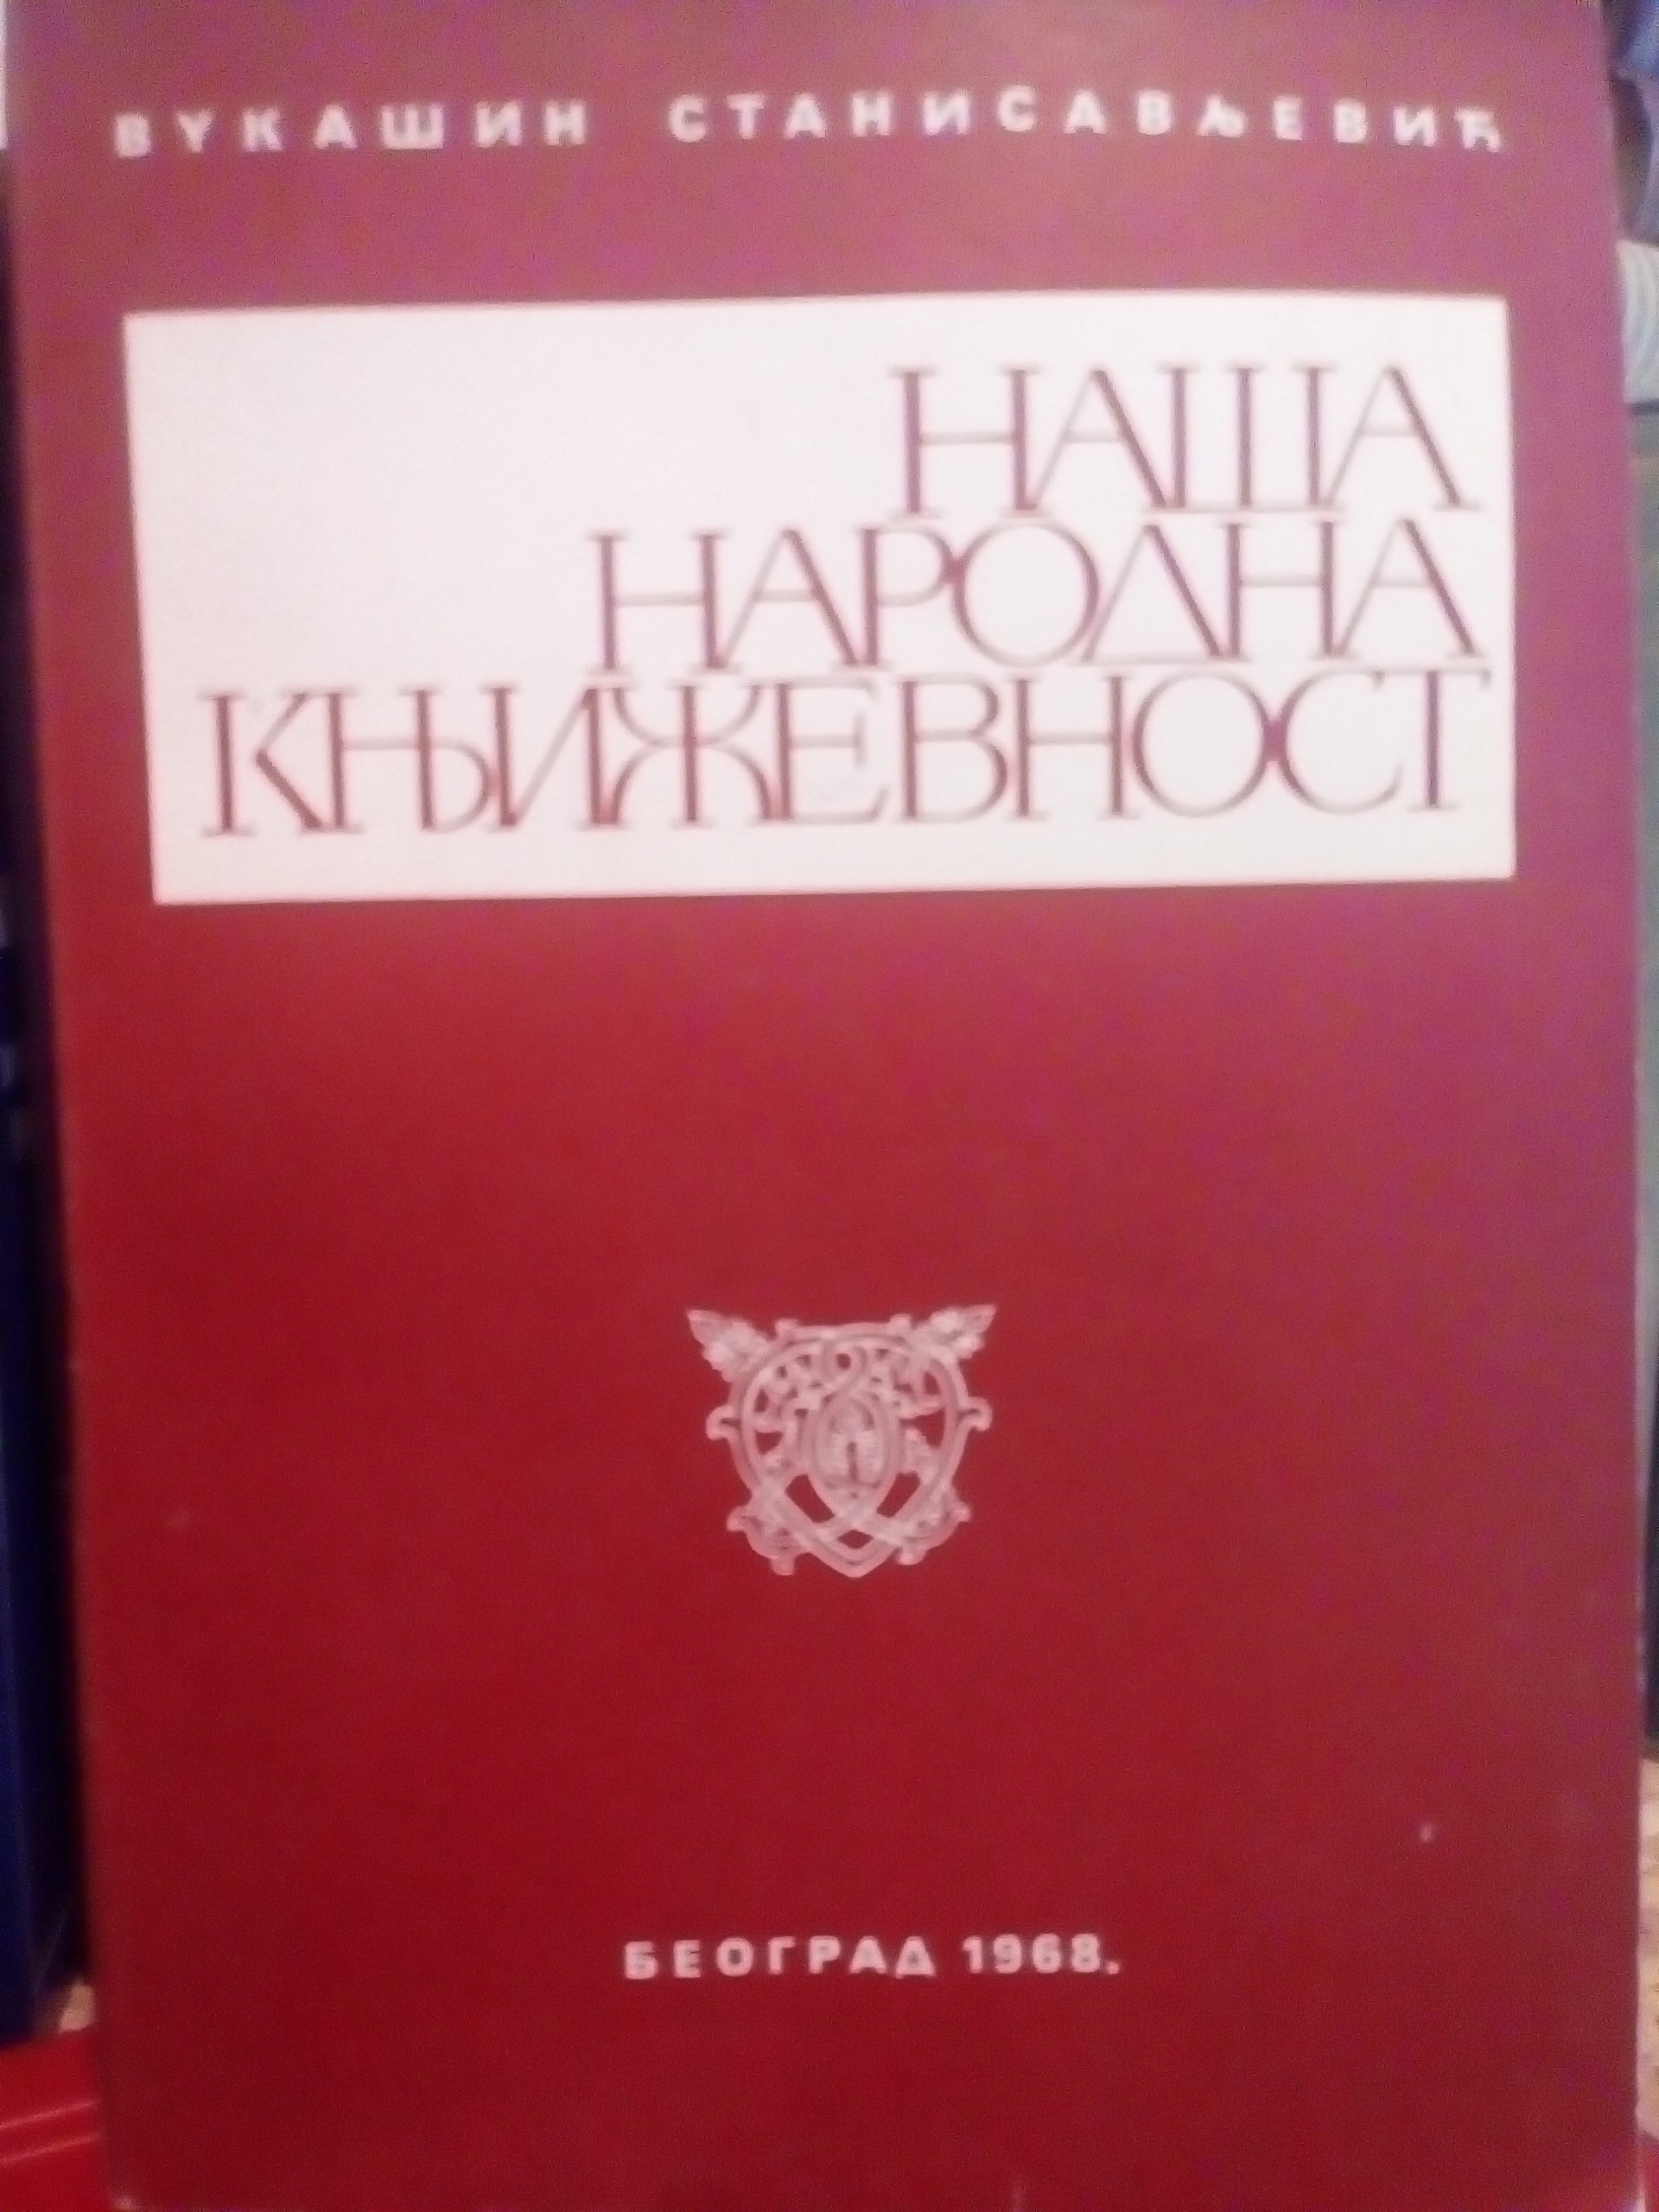 ВУКАШИН СТАНИСАВЉЕВИЋ
НАША
НАРОДНА
КЊИЖЕВНОСТ
БЕОГРАД 1968.